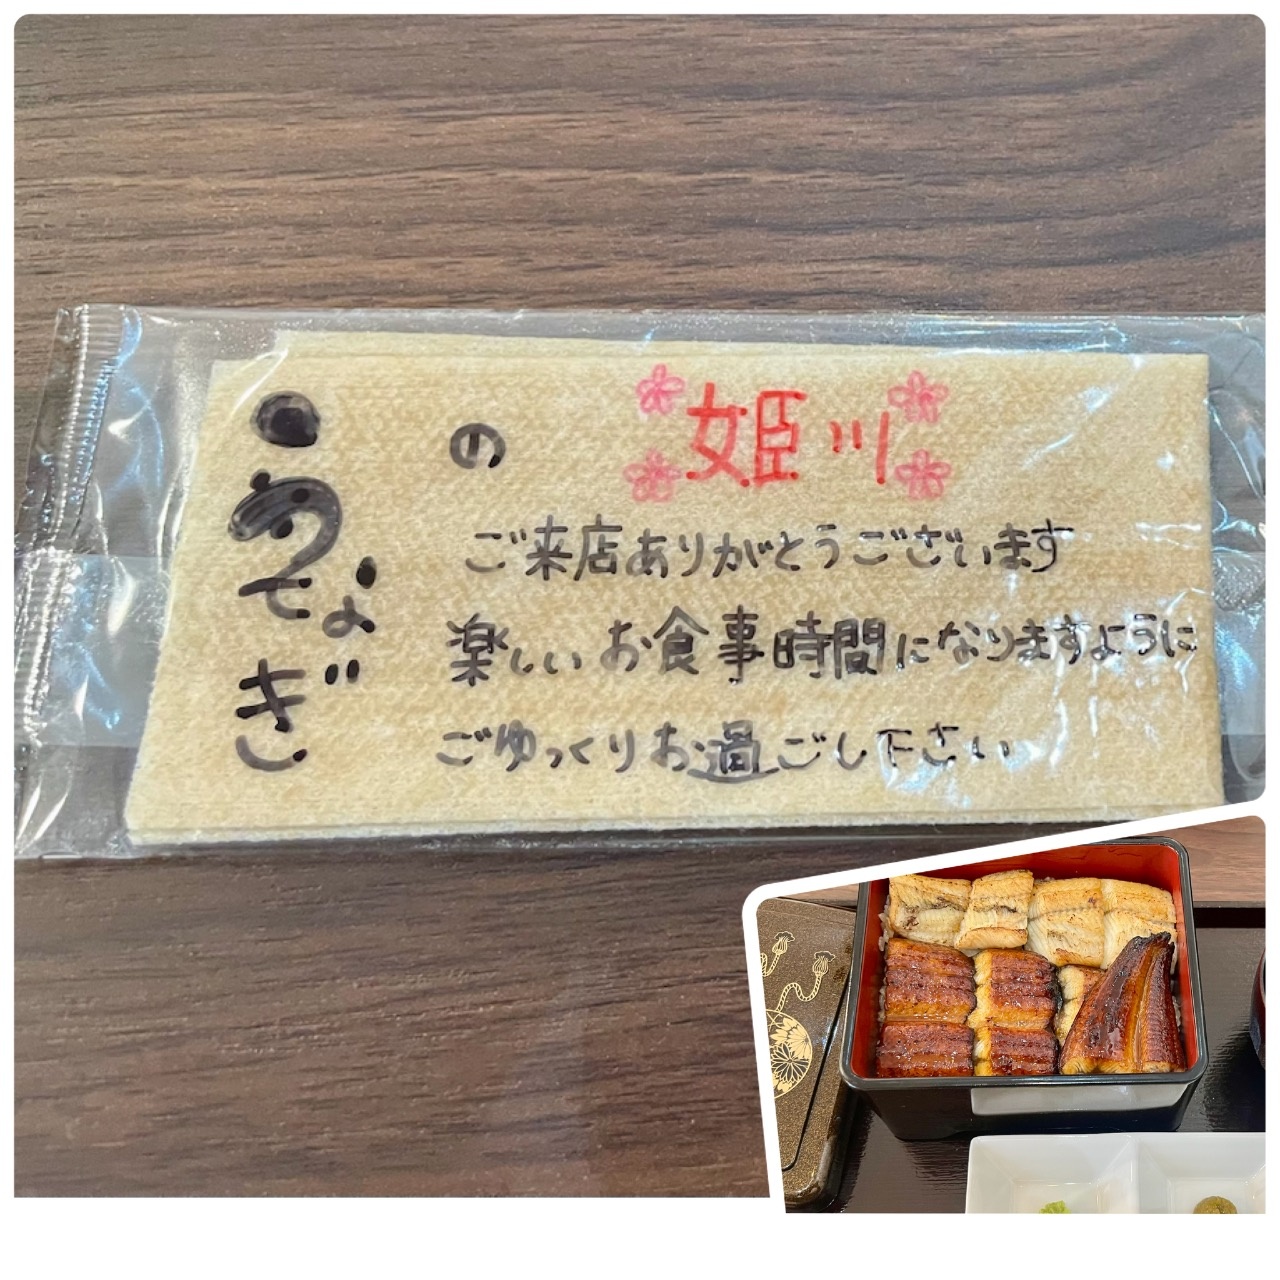 うなぎ
の 姫川
ご来店ありがとうございます
楽しいお食事時間になりますように
ごゆっくりお過ごし下さい